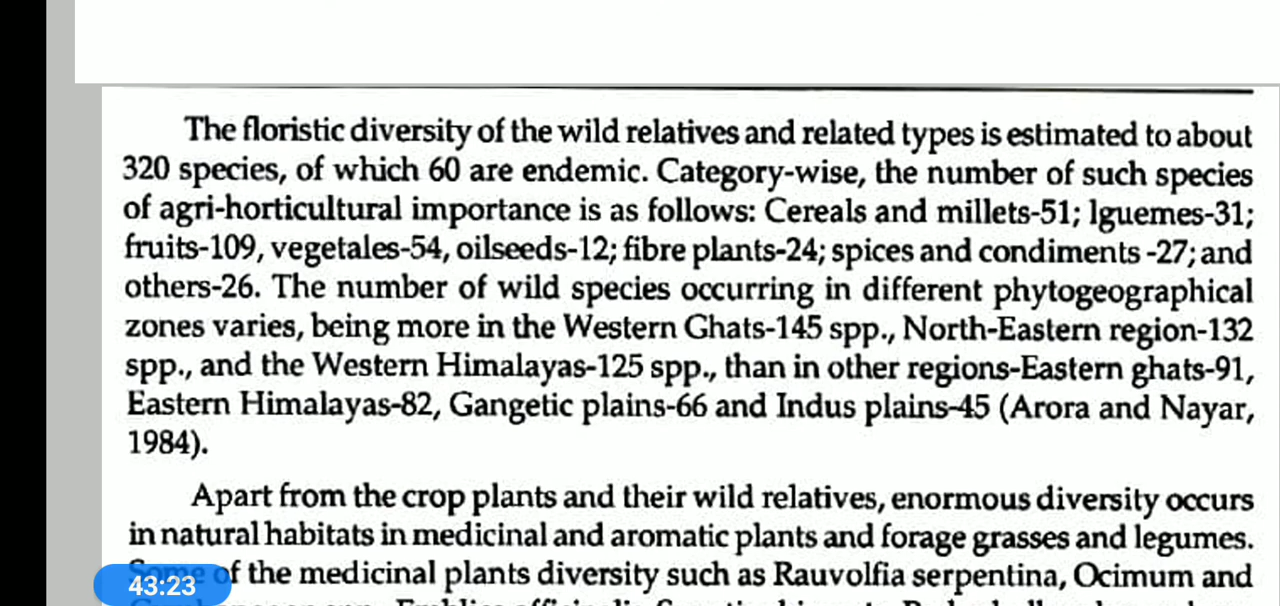 The floristic diversity of the wild relatives and related types is estimated to about
320 species, of which 60 are endemic. Category-wise, the number of such species
of agri-horticultural importance is as follows: Cereals and millets-51; lguemes-31;
fruits-109, vegetales-54, oilseeds-12; fibre plants-24; spices and condiments -27; and
others-26. The number of wild species occurring in different phytogeographical
zones varies, being more in the Western Ghats-145 spp., North-Eastern region-132
spp., and the Western Himalayas-125 spp., than in other regions-Eastern ghats-91,
Eastern Himalayas-82, Gangetic plains-66 and Indus plains-45 (Arora and Nayar,
1984).
Apart from the crop plants and their wild relatives, enormous diversity occurs
in natural habitats in medicinal and aromatic plants and forage grasses and legumes.
Some of the medicinal plants diversity such as Rauvolfia serpentina, Ocimum and
43:23